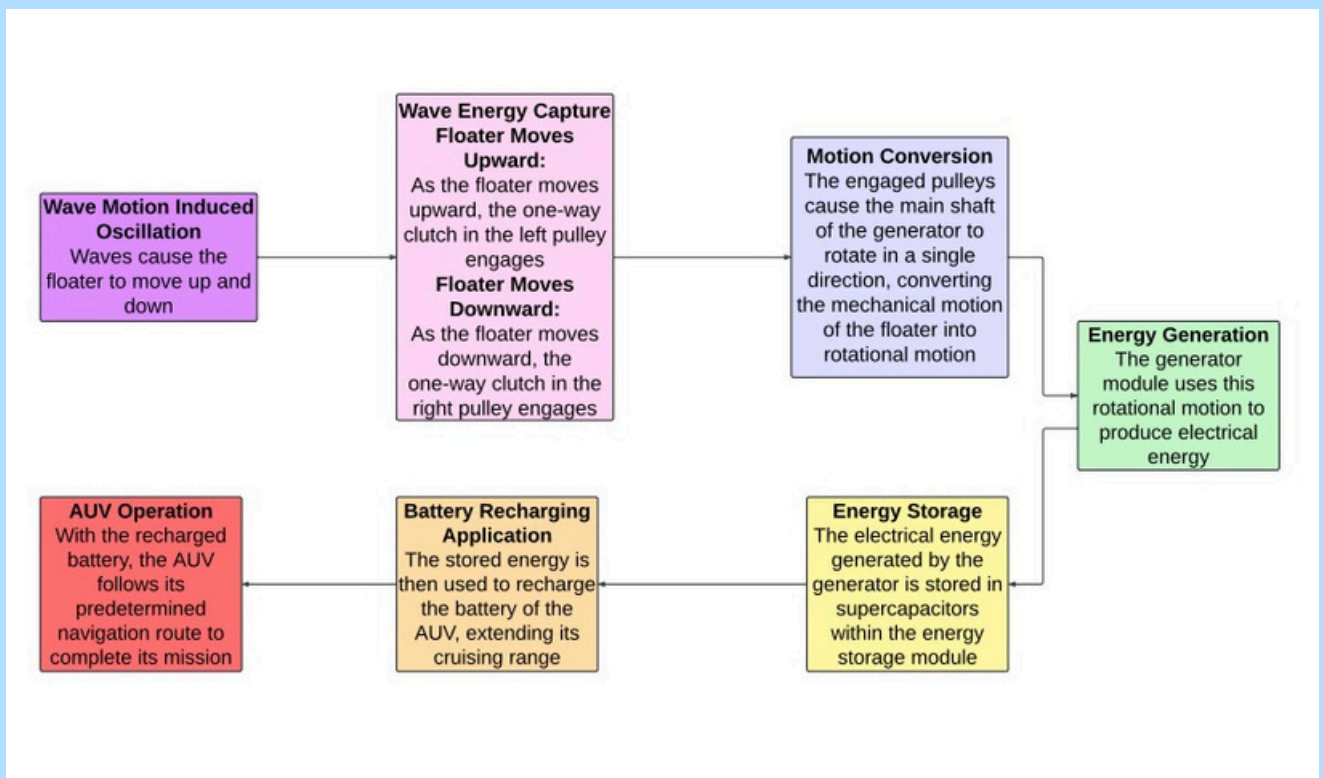 Wave Motion Induced
Oscillation
Waves cause the
floater to move up and
down
Wave Energy Capture
Floater Moves
Upward:
As the floater moves
upward, the one-way
clutch in the left pulley
engages
Floater Moves
Downward:
As the floater moves
downward, the
one-way clutch in the
right pulley engages
Motion Conversion
The engaged pulleys
cause the main shaft
of the generator to
rotate in a single
direction, converting
the mechanical motion
of the floater into
rotational motion
Energy Generation
The generator
module uses this
rotational motion to
produce electrical
energy
Energy Storage
The electrical energy
generated by the
generator is stored in
supercapacitors
within the energy
storage module
Battery Recharging
Application
The stored energy is
then used to recharge
the battery of the
AUV, extending its
cruising range
AUV Operation
With the recharged
battery, the AUV
follows its
predetermined
navigation route to
complete its mission